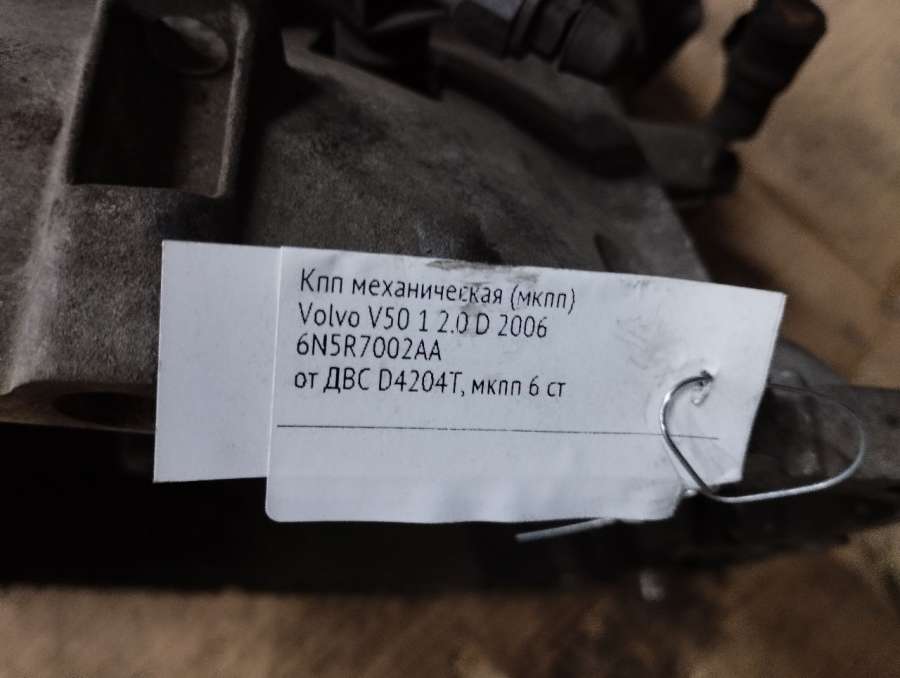 Кпп механическая (мкпп)
Volvo V50 1 2.0 D 2006
6N5R7002AA
от ДВС D4204T, мкпп 6 ст